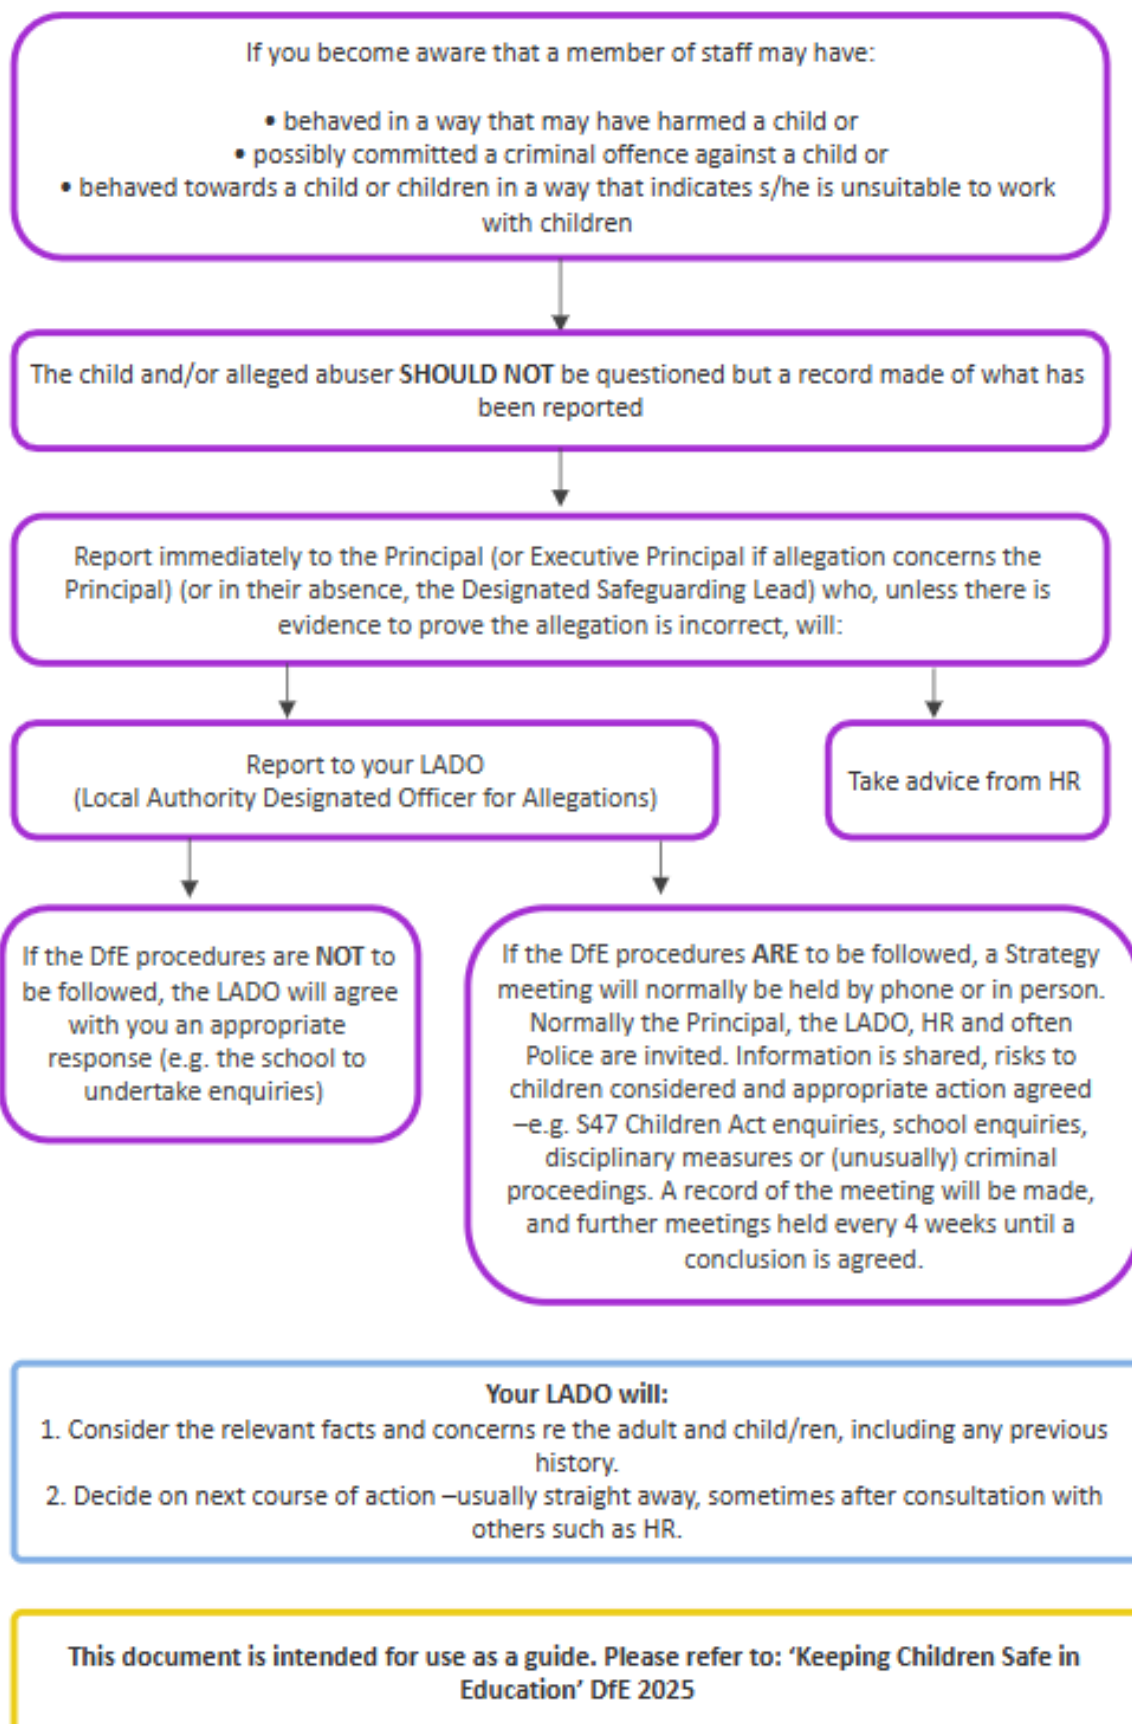 If you become aware that a member of staff may have:
• behaved in a way that may have harmed a child or
• possibly committed a criminal offence against a child or
• behaved towards a child or children in a way that indicates s/he is unsuitable to work
with children
The child and/or alleged abuser SHOULD NOT be questioned but a record made of what has
been reported
Report immediately to the Principal (or Executive Principal if allegation concerns the
Principal) (or in their absence, the Designated Safeguarding Lead) who, unless there is
evidence to prove the allegation is incorrect, will:
Report to your LADO
(Local Authority Designated Officer for Allegations)
Take advice from HR
If the DfE procedures are NOT to
be followed, the LADO will agree
with you an appropriate
response (e.g. the school to
undertake enquiries)
If the DfE procedures ARE to be followed, a Strategy
meeting will normally be held by phone or in person.
Normally the Principal, the LADO, HR and often
Police are invited. Information is shared, risks to
children considered and appropriate action agreed
–e.g. S47 Children Act enquiries, school enquiries,
disciplinary measures or (unusually) criminal
proceedings. A record of the meeting will be made,
and further meetings held every 4 weeks until a
conclusion is agreed.
Your LADO will:
1. Consider the relevant facts and concerns re the adult and child/ren, including any previous
history.
2. Decide on next course of action –usually straight away, sometimes after consultation with
others such as HR.
This document is intended for use as a guide. Please refer to: ‘Keeping Children Safe in
Education’ DfE 2025